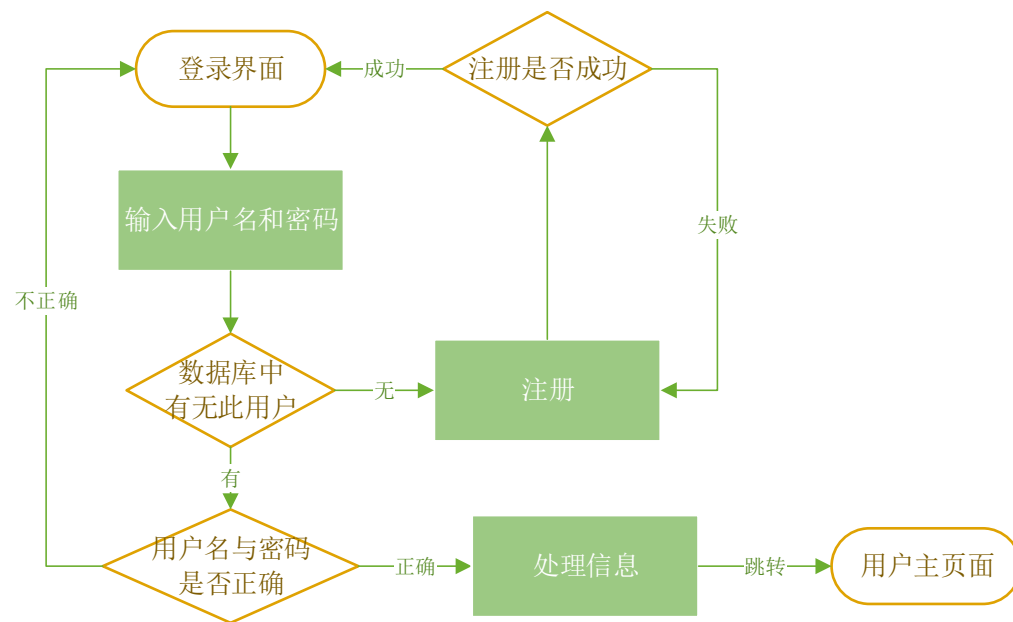 登录界面
成功
注册是否成功
输入用户名和密码
失败
不正确
数据库中
有无此用户
无
注册
有
用户名与密码
是否正确
正确
处理信息
跳转
用户主页面